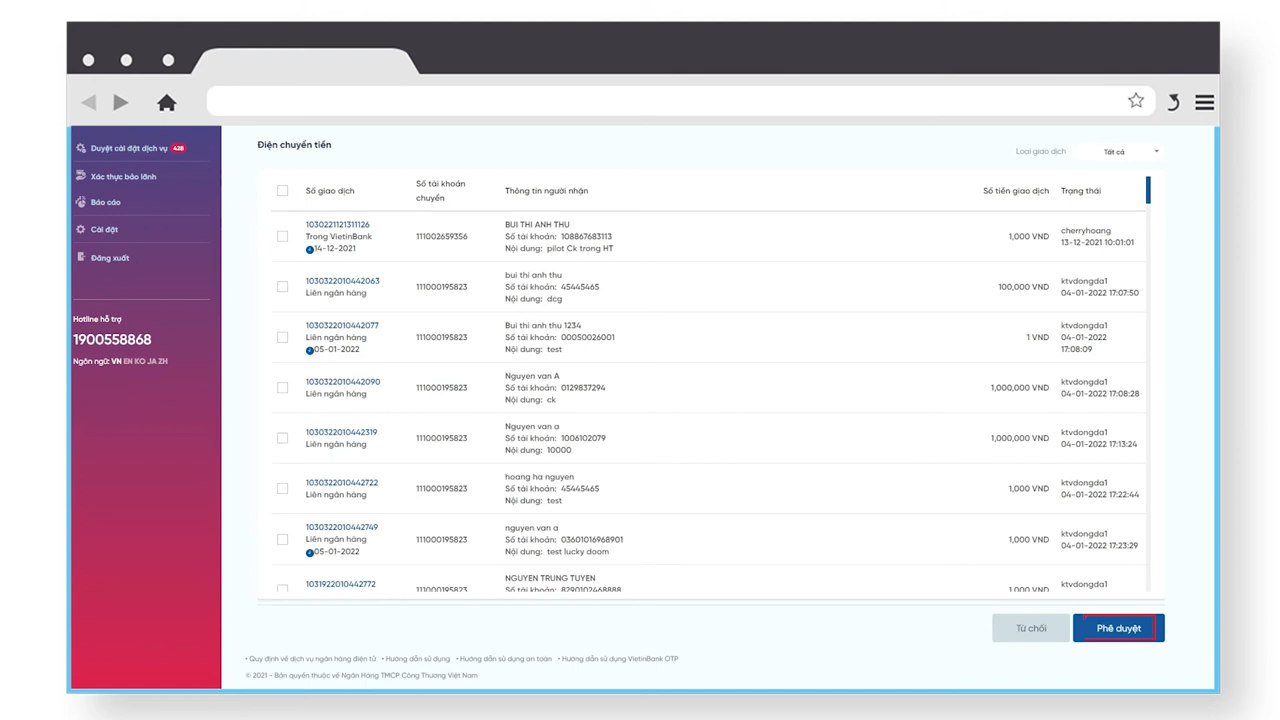 Duyệt cài đặt dịch vụ 428
Xác thực bảo lãnh
Báo cáo
Cài đặt
Đăng xuất
Hotline hỗ trợ
1900558868
Ngôn ngữ: VN EN KO JA ZH
Điện chuyển tiền
Loại giao dịch Tất cả
Số giao dịch
Số tài khoản
chuyển
Thông tin người nhận
Số tiền giao dịch
Trạng thái
1030221121311126
Trong VietinBank
14-12-2021
111002659356
BUI THI ANH THU
Số tài khoản: 108867683113
Nội dung: pilot Ck trong HT
1,000 VND
cherryhoang
13-12-2021 10:01:01
1030322010442063
Liên ngân hàng
111000195823
bui thi anh thu
Số tài khoản: 45445465
Nội dung: dcg
100,000 VND
ktvdongda1
04-01-2022 17:07:50
1030322010442077
Liên ngân hàng
05-01-2022
111000195823
Bui thi anh thu 1234
Số tài khoản: 00050026001
Nội dung: test
1 VND
ktvdongda1
04-01-2022
17:08:09
1030322010442090
Liên ngân hàng
111000195823
Nguyen van A
Số tài khoản: 0129837294
Nội dung: ck
1,000,000 VND
ktvdongda1
04-01-2022 17:08:28
1030322010442319
Liên ngân hàng
111000195823
Nguyen van a
Số tài khoản: 1006102079
Nội dung: 10000
1,000,000 VND
ktvdongda1
04-01-2022 17:13:24
1030322010442722
Liên ngân hàng
111000195823
hoang ha nguyen
Số tài khoản: 45445465
Nội dung: test
1,000 VND
ktvdongda1
04-01-2022 17:22:44
1030322010442749
Liên ngân hàng
05-01-2022
111000195823
nguyen van a
Số tài khoản: 03601016968901
Nội dung: test lucky doom
1,000 VND
ktvdongda1
04-01-2022 17:23:29
1031922010442772
111000195823
NGUYEN TRUNG TUYEN
Số tài khoản: 8290102468888
1,000 VND
ktvdongda1
Từ chối
Phê duyệt
• Quy định về dịch vụ ngân hàng điện tử • Hướng dẫn sử dụng • Hướng dẫn sử dụng an toàn • Hướng dẫn sử dụng VietinBank OTP
© 2021 - Bản quyền thuộc về Ngân Hàng TMCP Công Thương Việt Nam